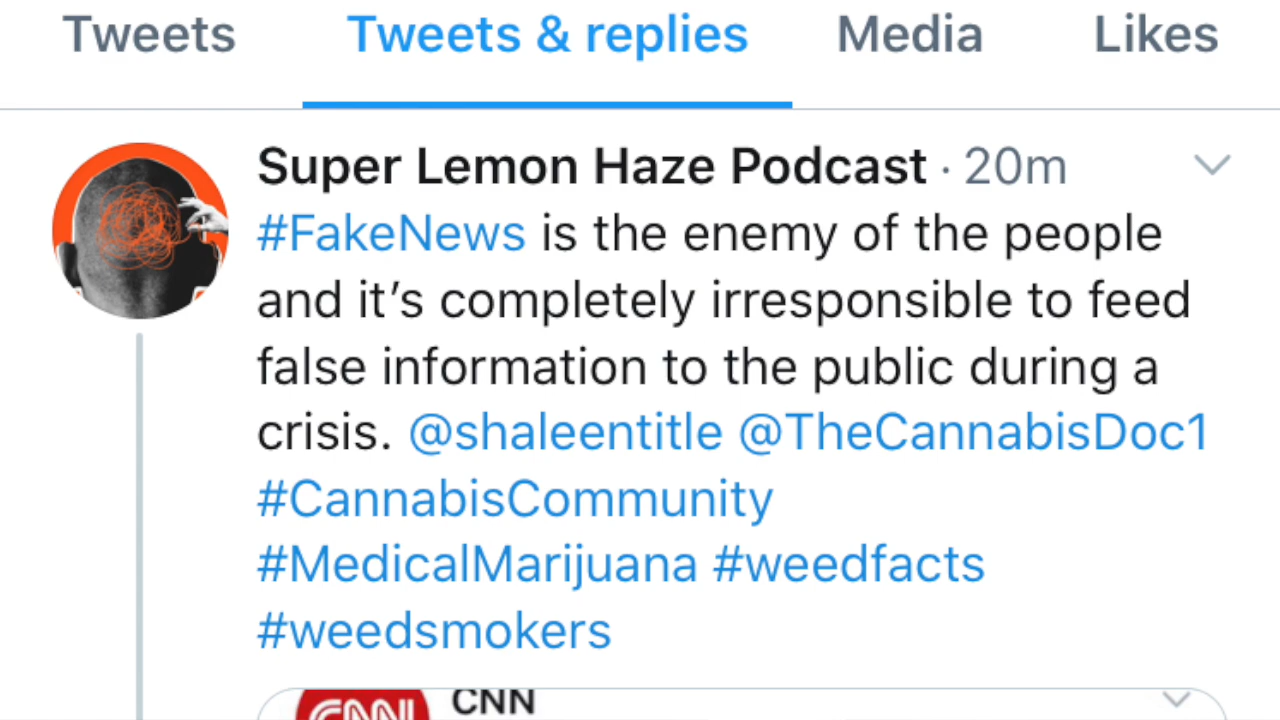 Tweets Tweets & replies Media Likes
Super Lemon Haze Podcast · 20m
#FakeNews is the enemy of the people
and it’s completely irresponsible to feed
false information to the public during a
crisis. @shaleentitle @TheCannabisDoc1
#CannabisCommunity
#MedicalMarijuana #weedfacts
#weedsmokers
CNN CNN